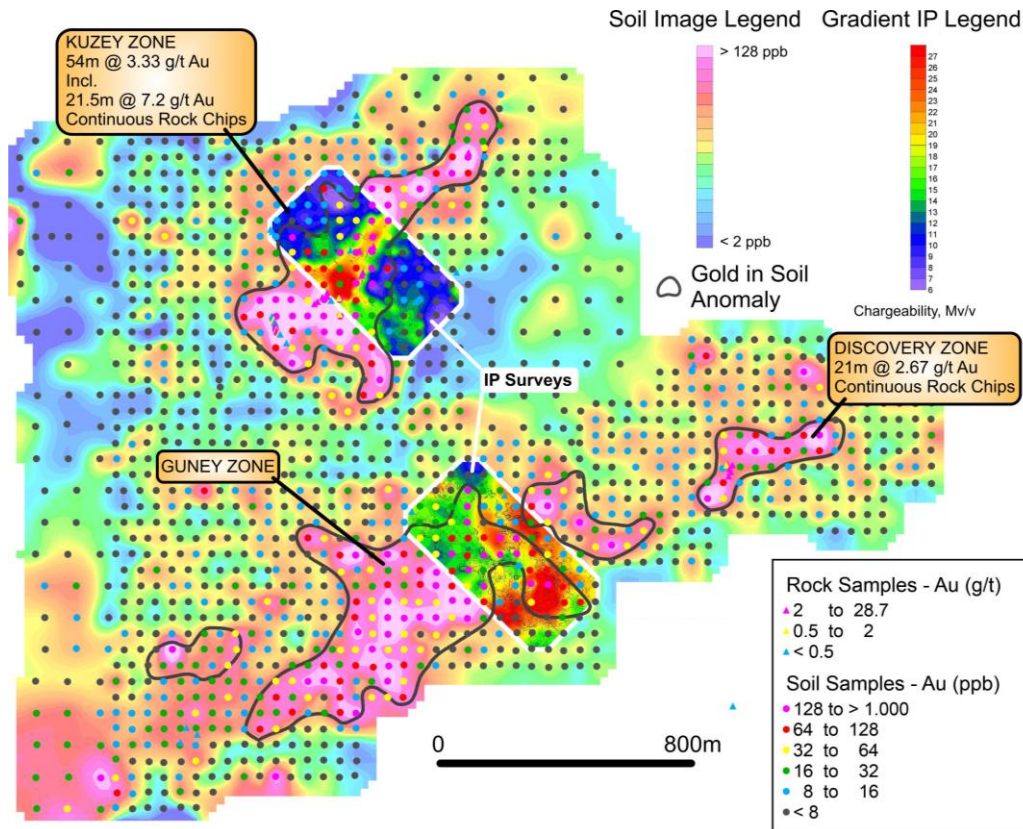 Soil Image Legend
> 128 ppb
< 2 ppb
Gold in Soil
Anomaly
Gradient IP Legend
27
26
25
24
23
22
21
20
19
18
17
16
15
14
13
12
11
10
9
8
7
6
Chargeability, Mv/v
KUZEY ZONE
54m @ 3.33 g/t Au
Incl.
21.5m @ 7.2 g/t Au
Continuous Rock Chips
DISCOVERY ZONE
21m @ 2.67 g/t Au
Continuous Rock Chips
IP Surveys
GUNEY ZONE
Rock Samples - Au (g/t)
2 to 28.7
0.5 to 2
< 0.5
Soil Samples - Au (ppb)
128 to > 1.000
64 to 128
32 to 64
16 to 32
8 to 16
< 8
0 800m